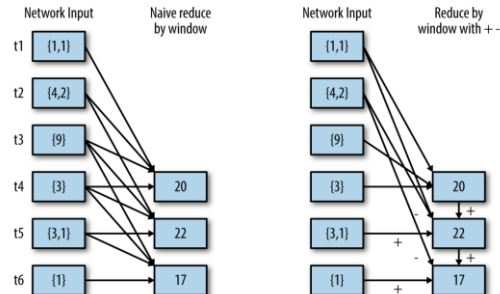 Network Input
Naive reduce
by window
t1
{1,1}
t2
{4,2}
t3
{9}
t4
{3}
20
t5
{3,1}
22
t6
{1}
17
Network Input
Reduce by
window with + -
{1,1}
{4,2}
{9}
{3}
20
- +
{3,1}
+
22
- +
{1}
+
17